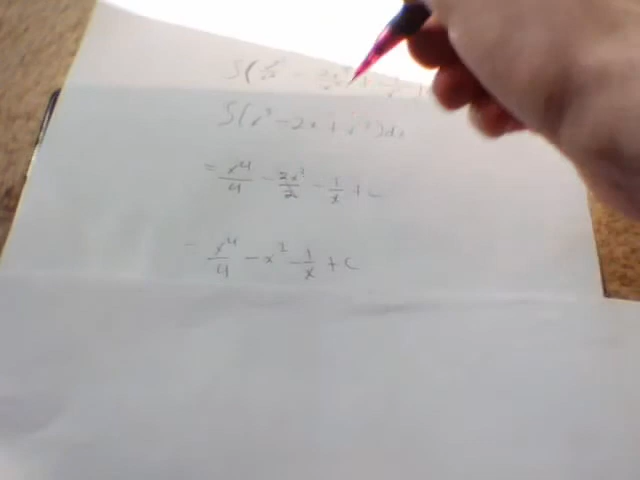 ∫(x³ - 2x + x⁻²)dx
= x⁴/4 - 2x²/2 - 1/x + C
= x⁴/4 - x² - 1/x + C